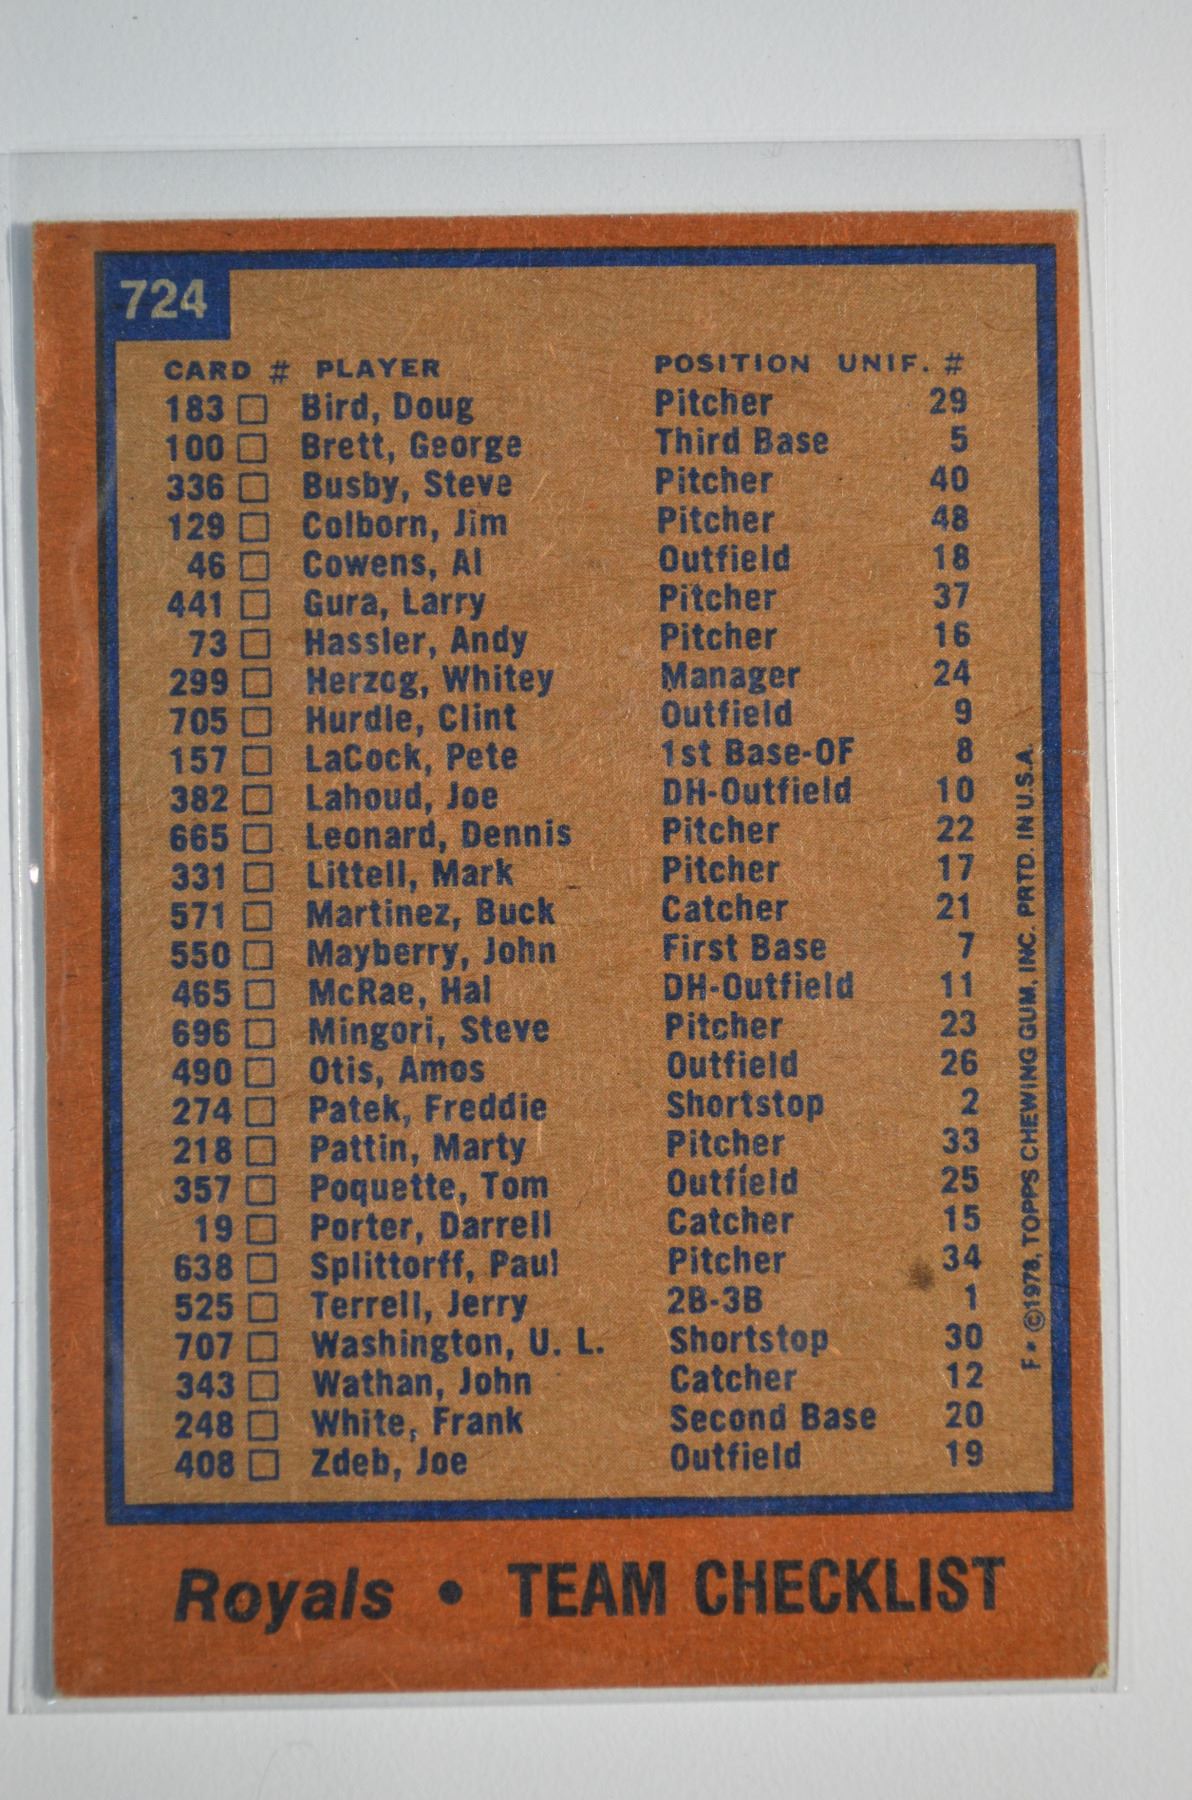 724
CARD # PLAYER POSITION UNIF. #
183 Bird, Doug Pitcher 29
100 Brett, George Third Base 5
336 Busby, Steve Pitcher 40
129 Colborn, Jim Pitcher 48
46 Cowens, Al Outfield 18
441 Gura, Larry Pitcher 37
73 Hassler, Andy Pitcher 16
299 Herzog, Whitey Manager 24
705 Hurdle, Clint Outfield 9
157 LaCock, Pete 1st Base-OF 8
382 Lahoud, Joe DH-Outfield 10
665 Leonard, Dennis Pitcher 22
331 Littell, Mark Pitcher 17
571 Martinez, Buck Catcher 21
550 Mayberry, John First Base 7
465 McRae, Hal DH-Outfield 11
696 Mingori, Steve Pitcher 23
490 Otis, Amos Outfield 26
274 Patek, Freddie Shortstop 2
218 Pattin, Marty Pitcher 33
357 Poquette, Tom Outfield 25
19 Porter, Darrell Catcher 15
638 Splittorff, Paul Pitcher 34
525 Terrell, Jerry 2B-3B 1
707 Washington, U. L. Shortstop 30
343 Wathan, John Catcher 12
248 White, Frank Second Base 20
408 Zdeb, Joe Outfield 19
F* ©1978, TOPPS CHEWING GUM, INC. PRTD. IN U.S.A.
Royals • TEAM CHECKLIST